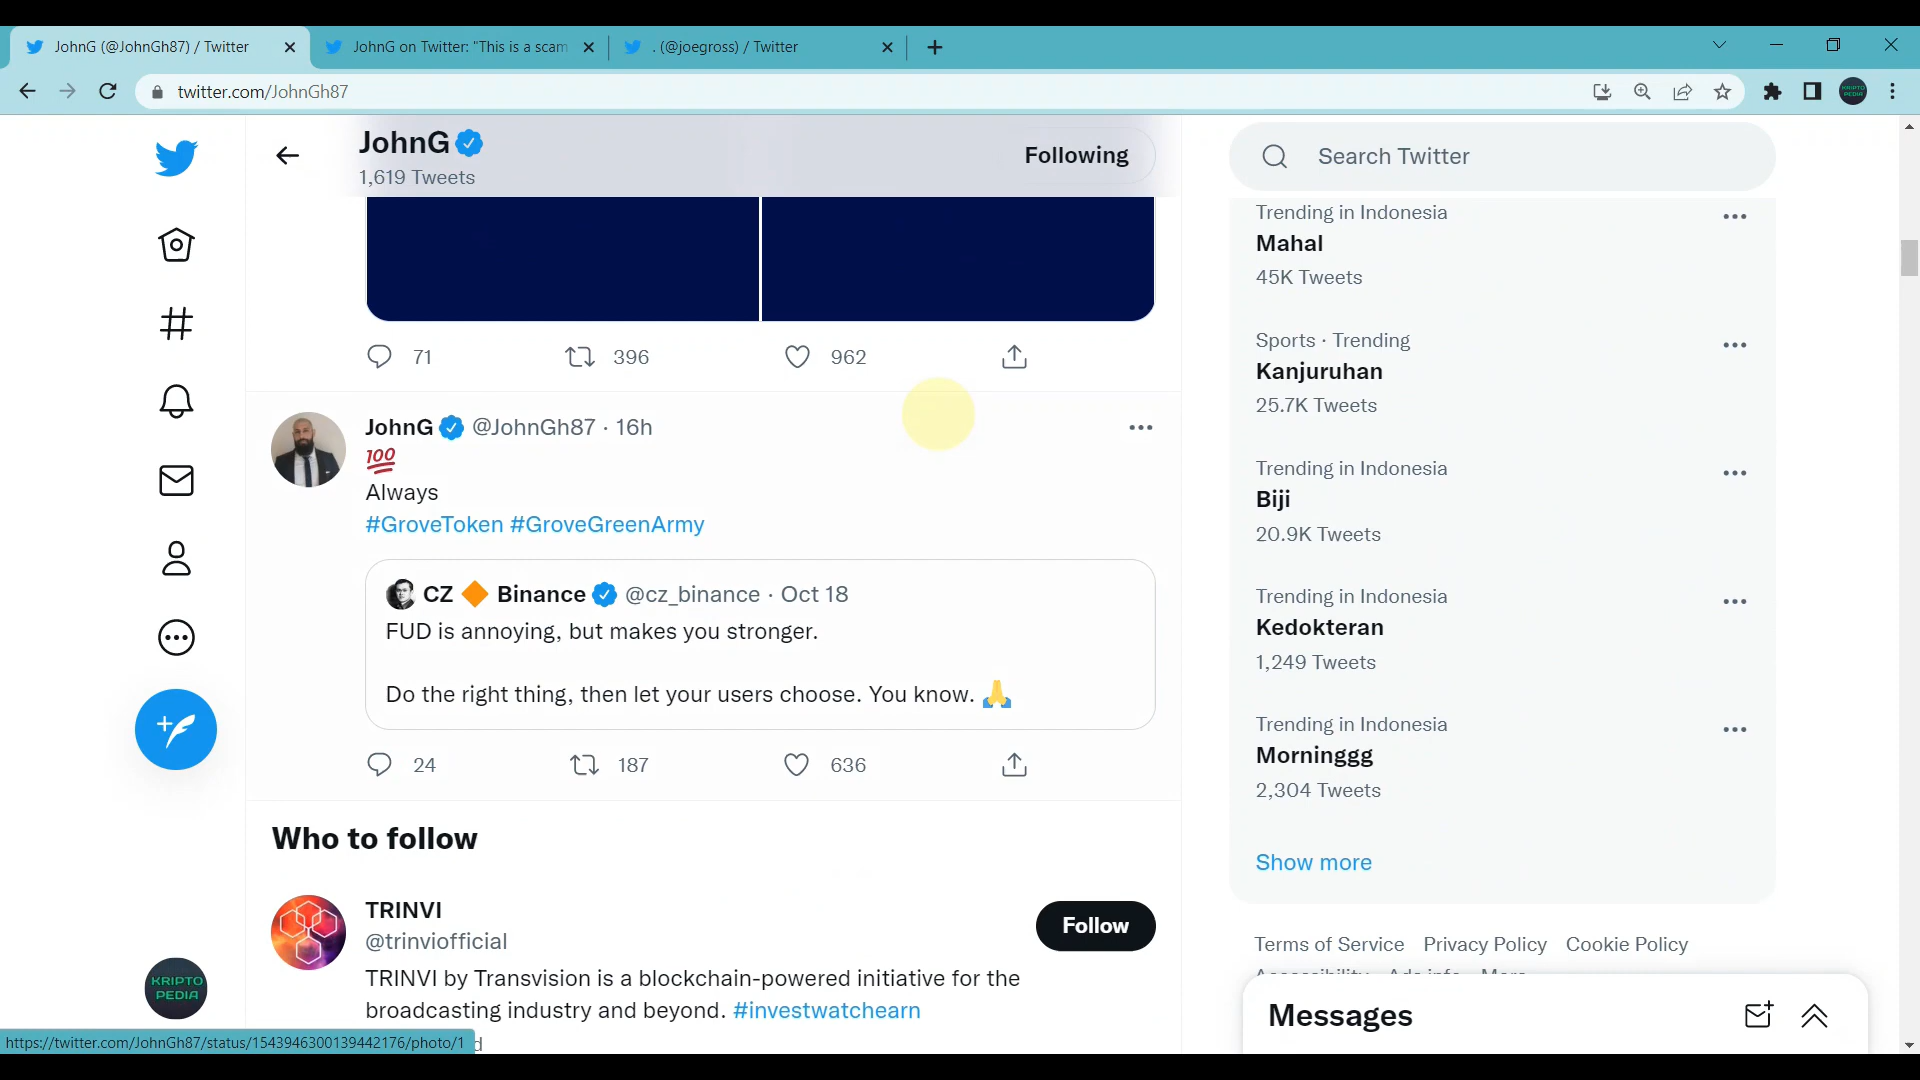 JohnG (@JohnGh87) / Twitter
JohnG on Twitter: "This is a scam
. (@joegross) / Twitter
twitter.com/JohnGh87
JohnG
1,619 Tweets
Following
Search Twitter
71
396
962
JohnG @JohnGh87 · 16h
💯
Always
#GroveToken #GroveGreenArmy
CZ 🔶 Binance @cz_binance · Oct 18
FUD is annoying, but makes you stronger.
Do the right thing, then let your users choose. You know. 🙏
24
187
636
Who to follow
TRINVI
@trinviofficial
Follow
TRINVI by Transvision is a blockchain-powered initiative for the
broadcasting industry and beyond. #investwatchearn
Trending in Indonesia
Mahal
45K Tweets
Sports · Trending
Kanjuruhan
25.7K Tweets
Trending in Indonesia
Biji
20.9K Tweets
Trending in Indonesia
Kedokteran
1,249 Tweets
Trending in Indonesia
Morninggg
2,304 Tweets
Show more
Terms of Service Privacy Policy Cookie Policy
Accessibility Ads info More
Messages
KRIPTO
PEDIA
https://twitter.com/JohnGh87/status/1543946300139442176/photo/1